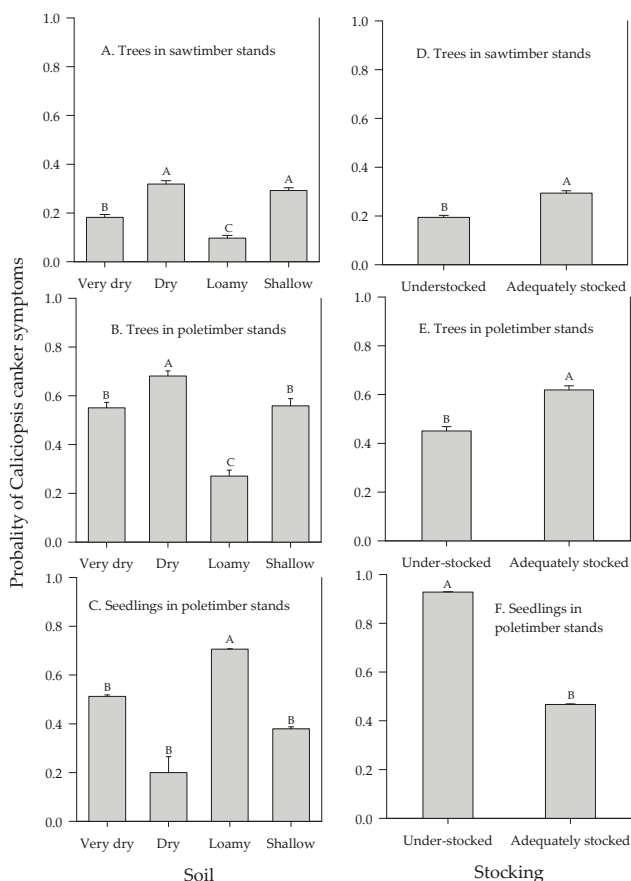 Probality of Caliciopsis canker symptoms
1.0
0.8
0.6
0.4
0.2
0.0
A. Trees in sawtimber stands
B
A
C
A
Very dry Dry Loamy Shallow
1.0
0.8
0.6
0.4
0.2
0.0
B. Trees in poletimber stands
B
A
C
B
Very dry Dry Loamy Shallow
1.0
0.8
0.6
0.4
0.2
0.0
C. Seedlings in poletimber stands
B
B
A
B
Very dry Dry Loamy Shallow
Soil
1.0
0.8
0.6
0.4
0.2
0.0
D. Trees in sawtimber stands
B
A
Understocked Adequately stocked
1.0
0.8
0.6
0.4
0.2
0.0
E. Trees in poletimber stands
B
A
Under-stocked Adequately stocked
1.0
0.8
0.6
0.4
0.2
0.0
F. Seedlings in
poletimber stands
A
B
Under-stocked Adequately stocked
Stocking